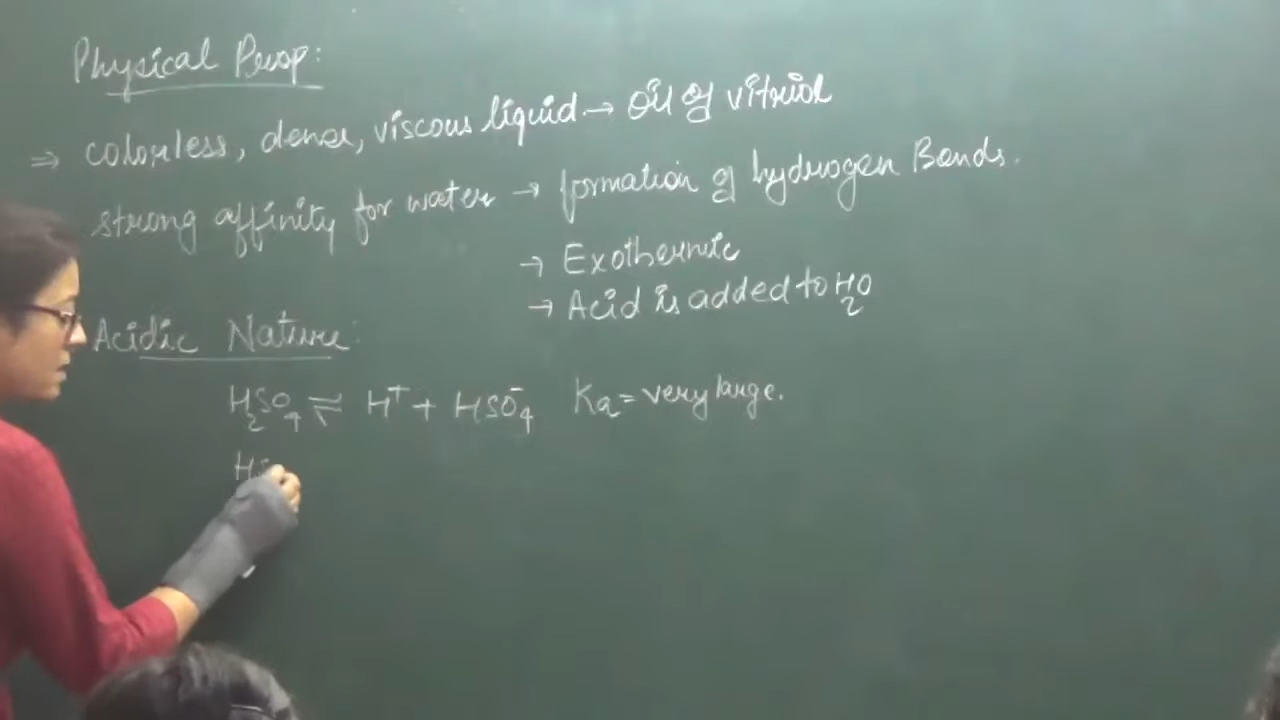 Physical Prop:
⇒ colorless, dense, viscous liquid → Oil of vitriol
strong affinity for water → formation of hydrogen Bonds.
→ Exothermic
→ Acid is added to H₂O
Acidic Nature:
H₂SO₄ ⇌ H⁺ + HSO₄⁻ Ka = very large.
H